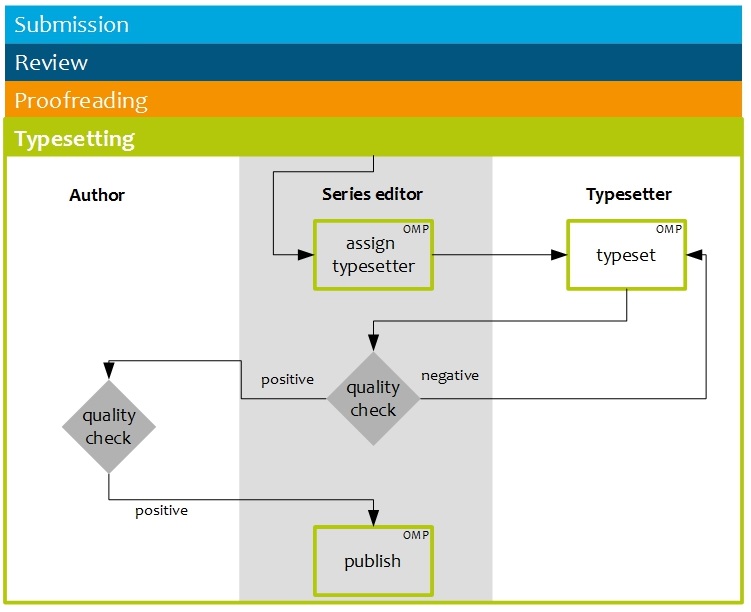 Submission
Review
Proofreading
Typesetting
Author
Series editor
Typesetter
OMP
assign
typesetter
OMP
typeset
positive
quality
check
negative
quality
check
positive
OMP
publish